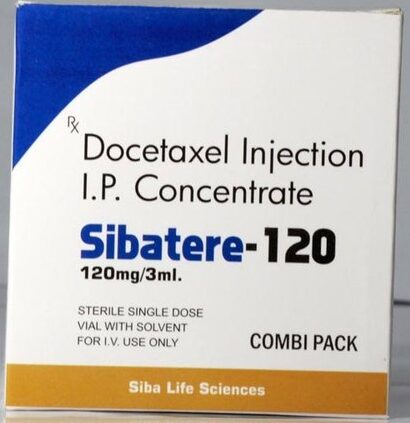 Rx
Docetaxel Injection
I.P. Concentrate
Sibatere-120
120mg/3ml.
STERILE SINGLE DOSE
VIAL WITH SOLVENT
FOR I.V. USE ONLY
COMBI PACK
Siba Life Sciences